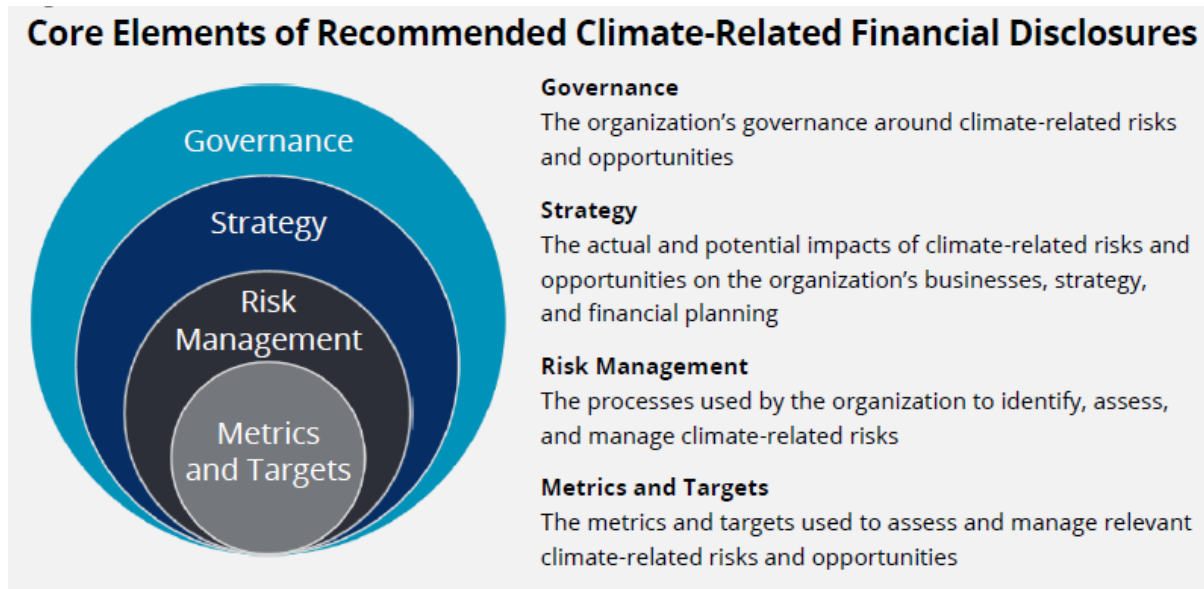 Core Elements of Recommended Climate-Related Financial Disclosures
Governance
Strategy
Risk
Management
Metrics
and Targets
Governance
The organization’s governance around climate-related risks
and opportunities
Strategy
The actual and potential impacts of climate-related risks and
opportunities on the organization’s businesses, strategy,
and financial planning
Risk Management
The processes used by the organization to identify, assess,
and manage climate-related risks
Metrics and Targets
The metrics and targets used to assess and manage relevant
climate-related risks and opportunities